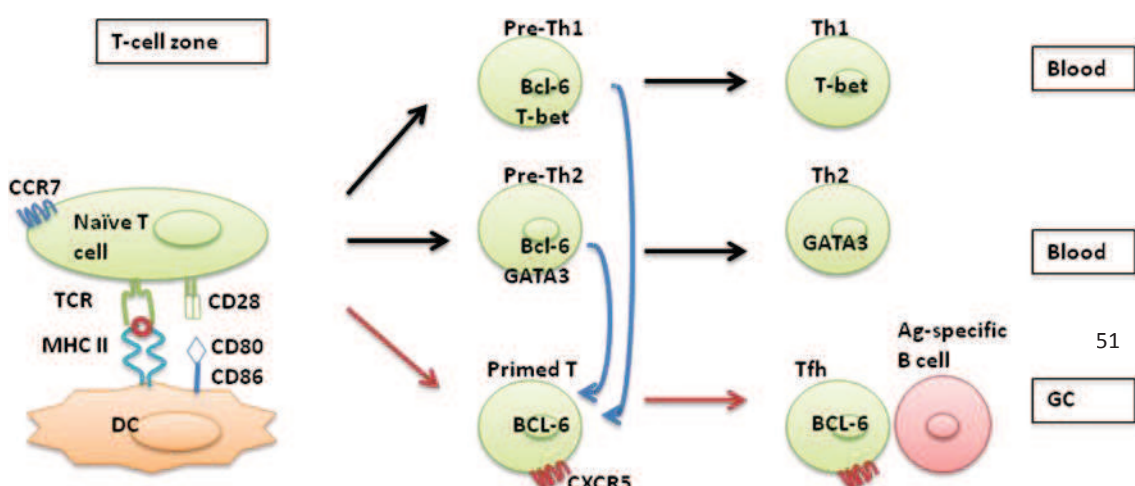 T-cell zone
Pre-Th1
Bcl-6
T-bet
Th1
T-bet
Blood
CCR7
Naïve T
cell
TCR
CD28
MHC II
CD80
CD86
DC
Pre-Th2
Bcl-6
GATA3
Th2
GATA3
Blood
Primed T
BCL-6
CXCR5
Tfh
BCL-6
Ag-specific
B cell
51
GC